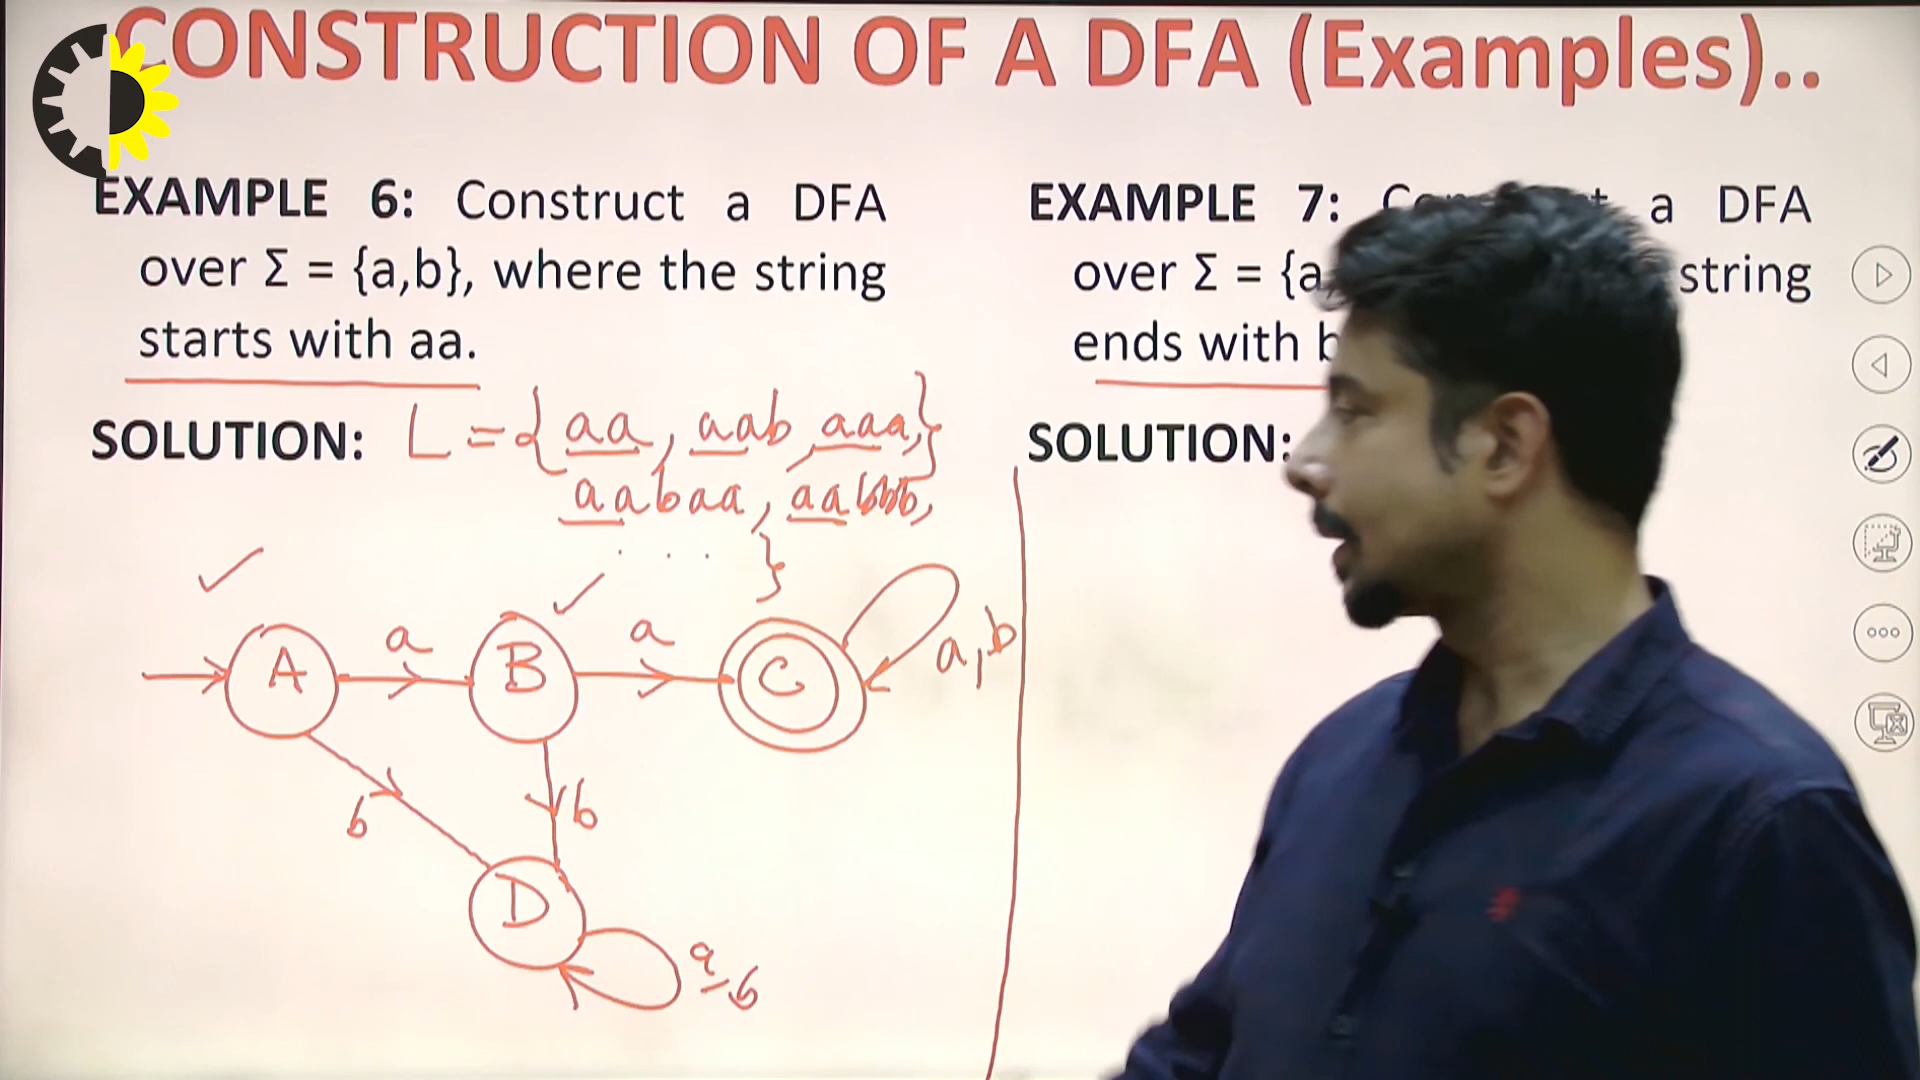 CONSTRUCTION OF A DFA (Examples)..
EXAMPLE 6: Construct a DFA
over Σ = {a,b}, where the string
starts with aa.
SOLUTION: L = { aa, aab, aaa, }
aabaa, aabbb,
. . . }
A a B a C a,b
b b
D a,b
EXAMPLE 7: a DFA
over Σ = {a, string
ends with
SOLUTION: